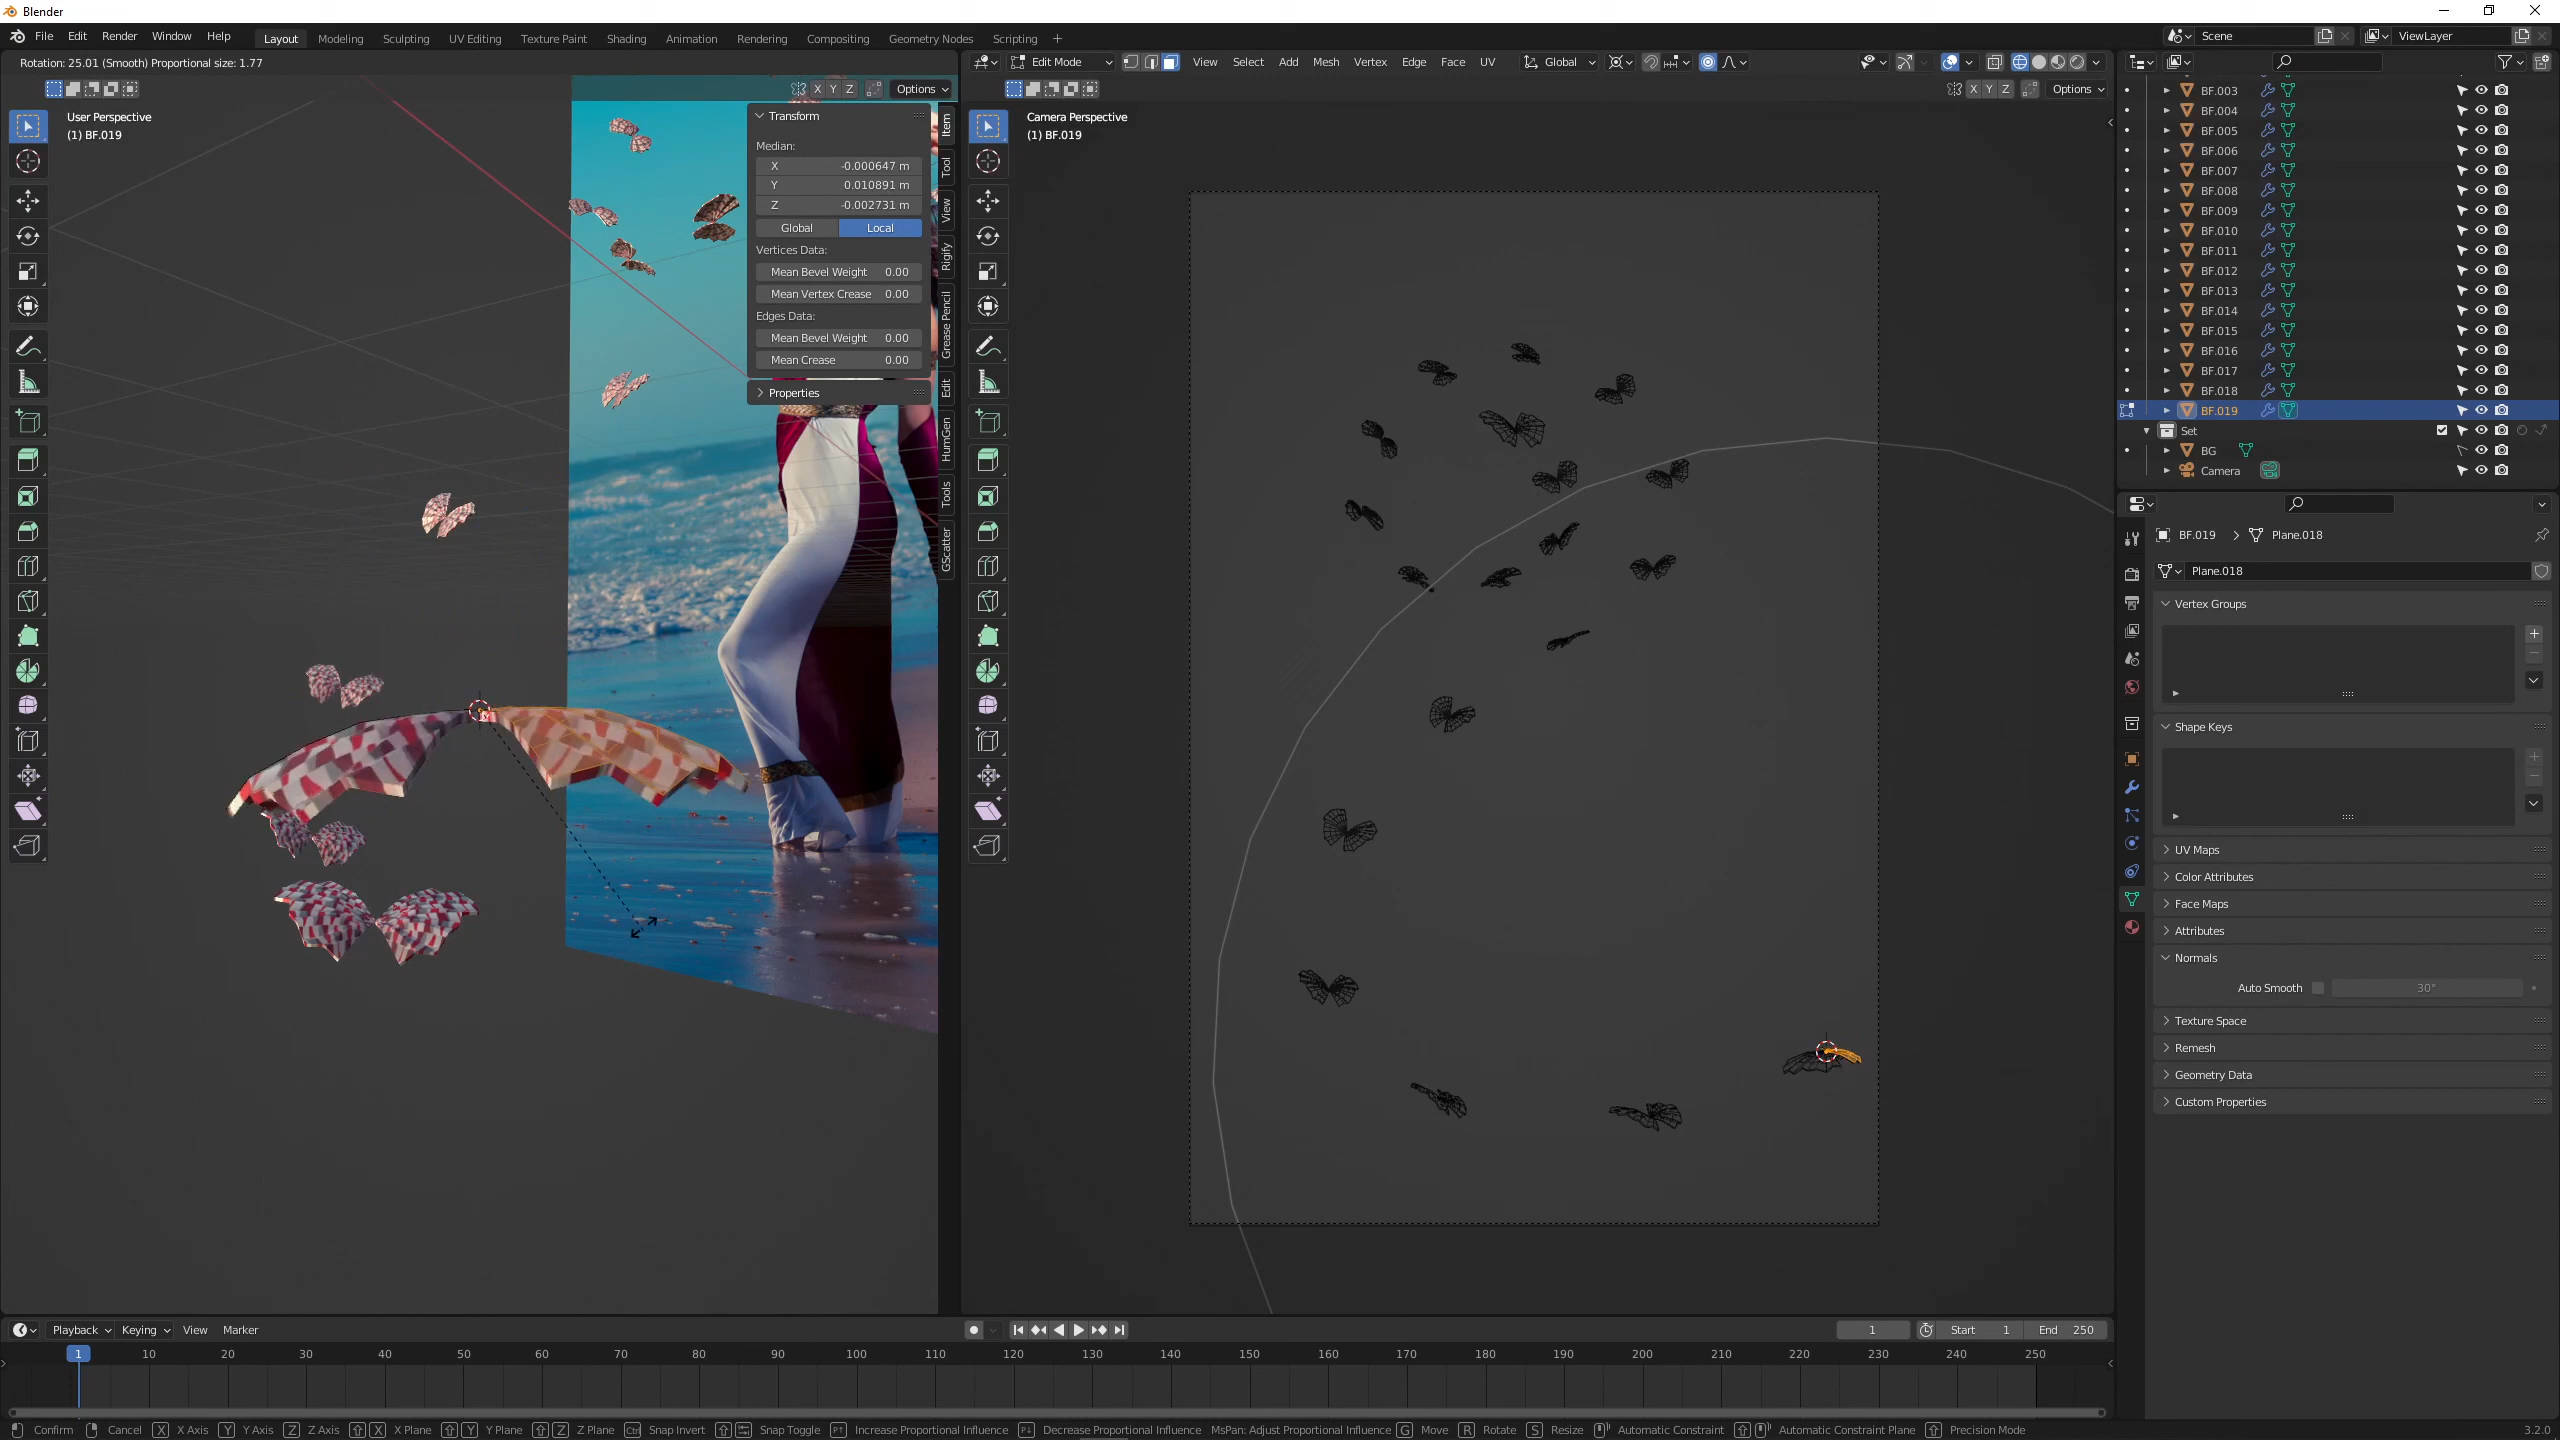 Blender
File Edit Render Window Help Layout Modeling Sculpting UV Editing Texture Paint Shading Animation Rendering Compositing Geometry Nodes Scripting + Scene ViewLayer
Rotation: 25.01 (Smooth) Proportional size: 1.77
Edit Mode View Select Add Mesh Vertex Edge Face UV Global
X Y Z Options
X Y Z Options
User Perspective
(1) BF.019
Transform
Median:
X -0.000647 m
Y 0.010891 m
Z -0.002731 m
Global Local
Vertices Data:
Mean Bevel Weight 0.00
Mean Vertex Crease 0.00
Edges Data:
Mean Bevel Weight 0.00
Mean Crease 0.00
Properties
Item
Tool
View
Rigify
Grease Pencil
Edit
HumGen
Tools
GScatter
Camera Perspective
(1) BF.019
BF.003
BF.004
BF.005
BF.006
BF.007
BF.008
BF.009
BF.010
BF.011
BF.012
BF.013
BF.014
BF.015
BF.016
BF.017
BF.018
BF.019
Set
BG
Camera
BF.019 > Plane.018
Plane.018
Vertex Groups
Shape Keys
UV Maps
Color Attributes
Face Maps
Attributes
Normals
Auto Smooth 30°
Texture Space
Remesh
Geometry Data
Custom Properties
Playback Keying View Marker 1 Start 1 End 250
1 10 20 30 40 50 60 70 80 90 100 110 120 130 140 150 160 170 180 190 200 210 220 230 240 250
Confirm Cancel X X Axis Y Y Axis Z Z Axis X X Plane Y Y Plane Z Z Plane Ctrl Snap Invert Snap Toggle Increase Proportional Influence Decrease Proportional Influence MsPan: Adjust Proportional Influence G Move R Rotate S Resize Automatic Constraint Automatic Constraint Plane Precision Mode 3.2.0